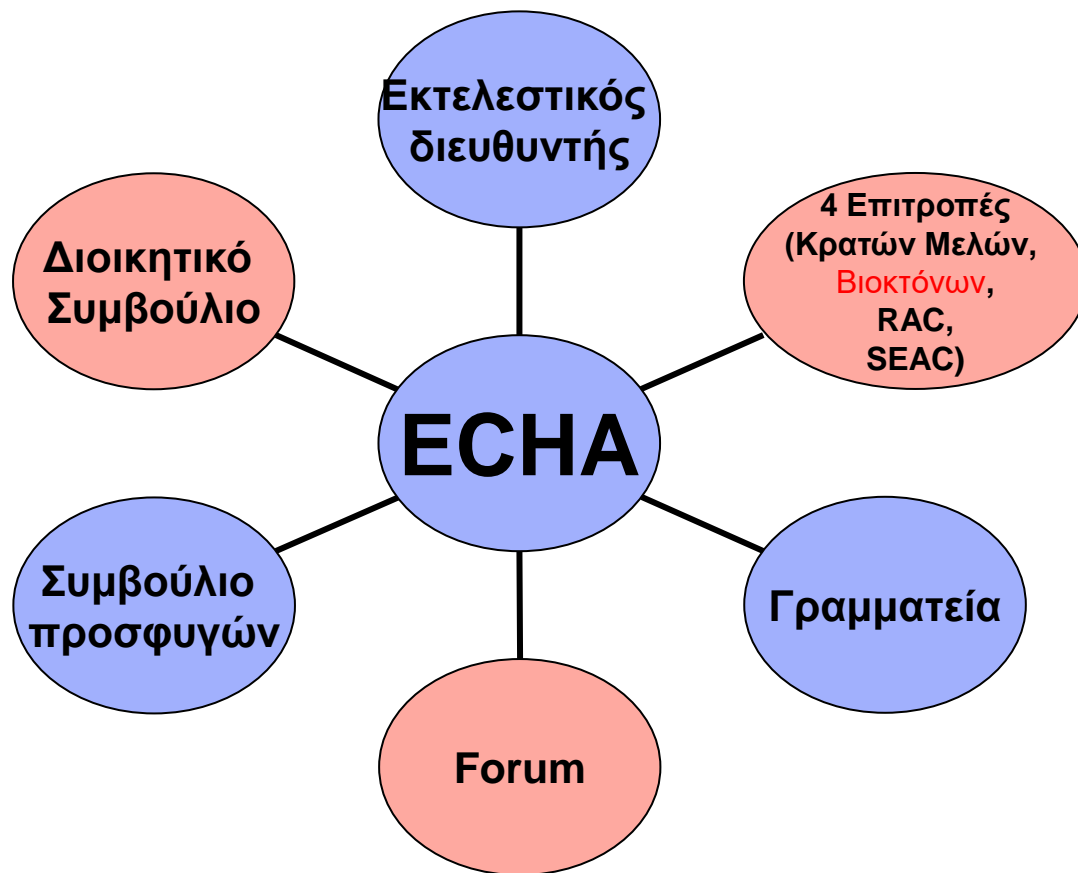 Εκτελεστικός
διευθυντής
4 Επιτροπές
(Κρατών Μελών,
Βιοκτόνων,
RAC,
SEAC)
Διοικητικό
Συμβούλιο
ECHA
Συμβούλιο
προσφυγών
Γραμματεία
Forum